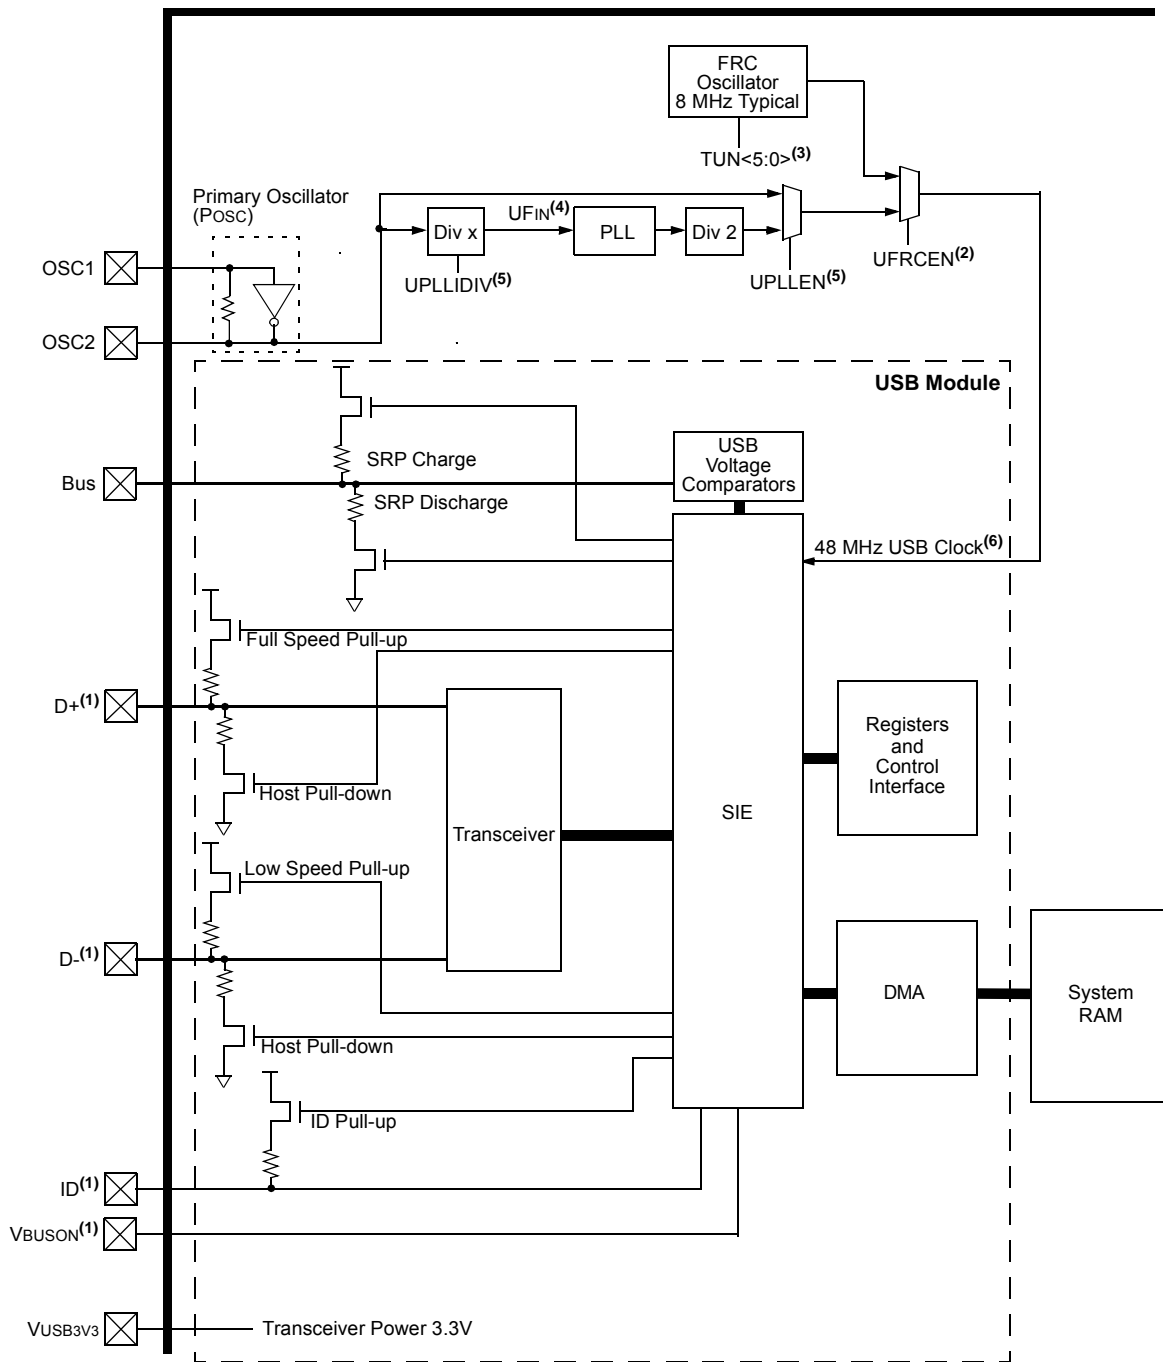 FRC
Oscillator
8 MHz Typical
TUN<5:0>(3)
Primary Oscillator
(POSC)
UFIN(4)
Div x
PLL
Div 2
UPLLIDIV(5)
UPLLEN(5)
UFRCEN(2)
OSC1
OSC2
USB Module
USB
Voltage
Comparators
SRP Charge
Bus
SRP Discharge
48 MHz USB Clock(6)
Full Speed Pull-up
D+(1)
Registers
and
Control
Interface
Host Pull-down
SIE
Transceiver
Low Speed Pull-up
D-(1)
DMA
System
RAM
Host Pull-down
ID Pull-up
ID(1)
VBUSON(1)
VUSB3V3
Transceiver Power 3.3V